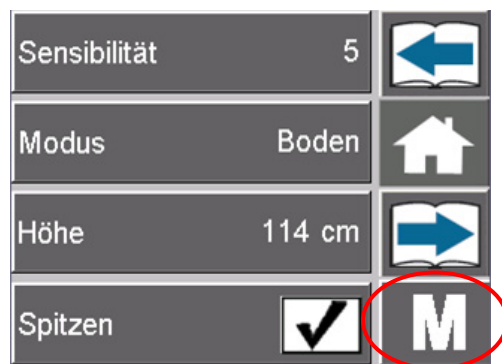 Sensibilität 5
Modus Boden
Höhe 114 cm
Spitzen M